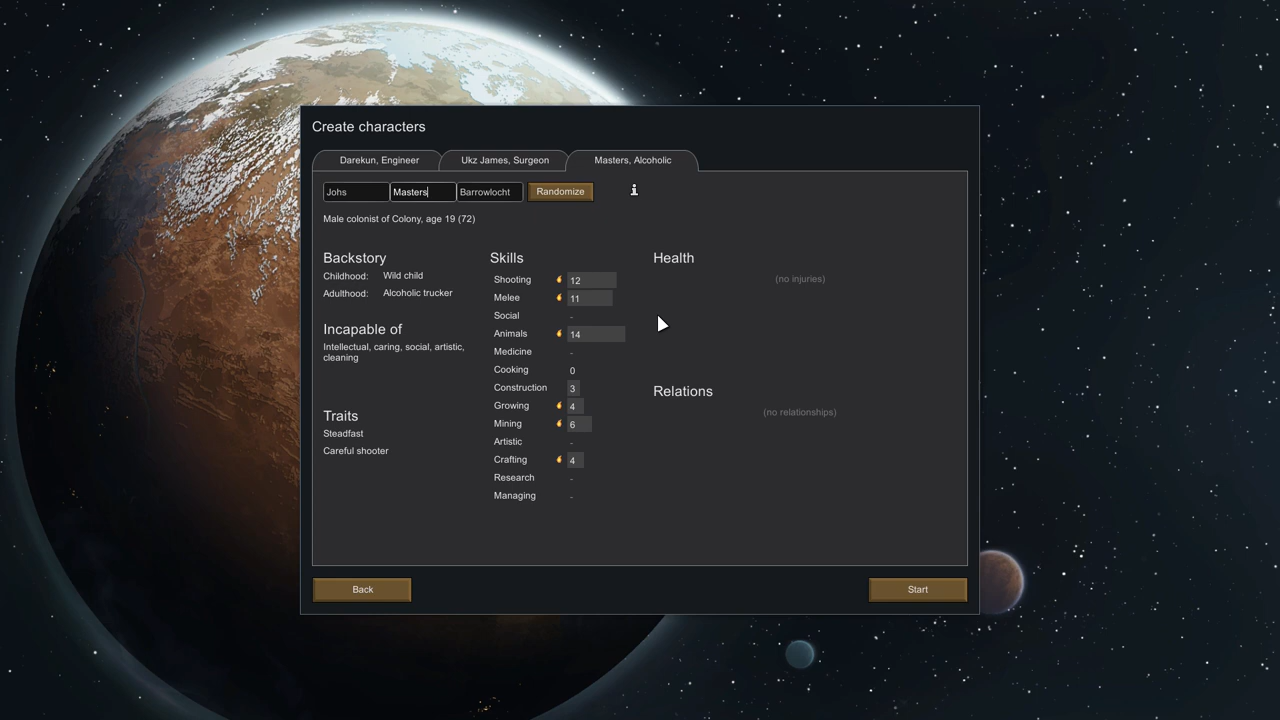 Create characters
Darekun, Engineer
Ukz James, Surgeon
Masters, Alcoholic
Johs
Masters
Barrowlocht
Randomize
Male colonist of Colony, age 19 (72)
Backstory
Childhood: Wild child
Adulthood: Alcoholic trucker
Incapable of
Intellectual, caring, social, artistic,
cleaning
Traits
Steadfast
Careful shooter
Skills
Shooting 12
Melee 11
Social -
Animals 14
Medicine -
Cooking 0
Construction 3
Growing 4
Mining 6
Artistic -
Crafting 4
Research -
Managing -
Health
(no injuries)
Relations
(no relationships)
Back
Start